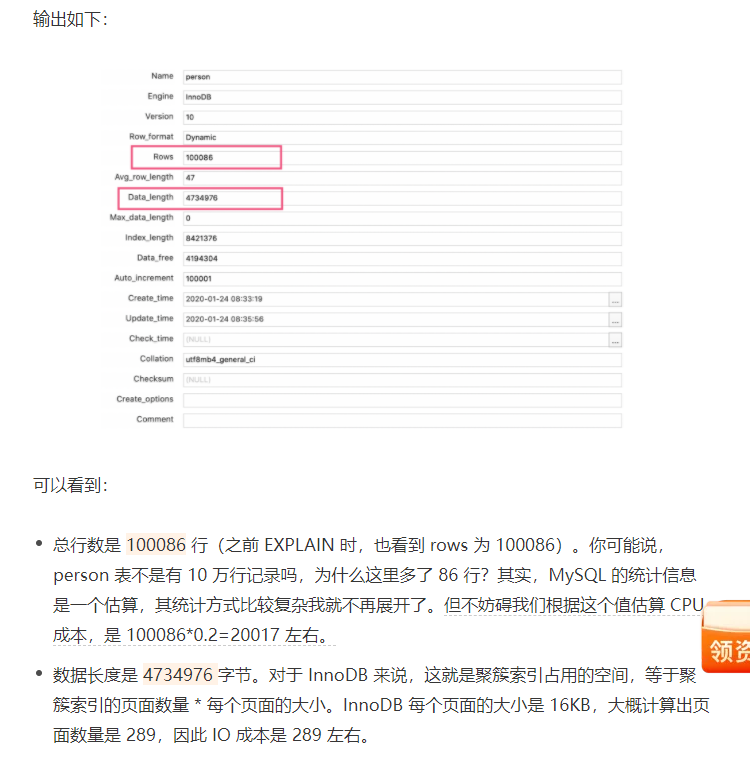 输出如下：
Name person
Engine InnoDB
Version 10
Row_format Dynamic
Rows 100086
Avg_row_length 47
Data_length 4734976
Max_data_length 0
Index_length 8421376
Data_free 4194304
Auto_increment 100001
Create_time 2020-01-24 08:33:19 ...
Update_time 2020-01-24 08:35:56 ...
Check_time (NULL) ...
Collation utf8mb4_general_ci
Checksum (NULL)
Create_options
Comment
可以看到：
总行数是 100086 行（之前 EXPLAIN 时，也看到 rows 为 100086）。你可能说，
person 表不是有 10 万行记录吗，为什么这里多了 86 行？其实，MySQL 的统计信息
是一个估算，其统计方式比较复杂我就不再展开了。但不妨碍我们根据这个值估算 CPU
成本，是 100086*0.2=20017 左右。
数据长度是 4734976 字节。对于 InnoDB 来说，这就是聚簇索引占用的空间，等于聚
簇索引的页面数量 * 每个页面的大小。InnoDB 每个页面的大小是 16KB，大概计算出页
面数量是 289，因此 IO 成本是 289 左右。
领资